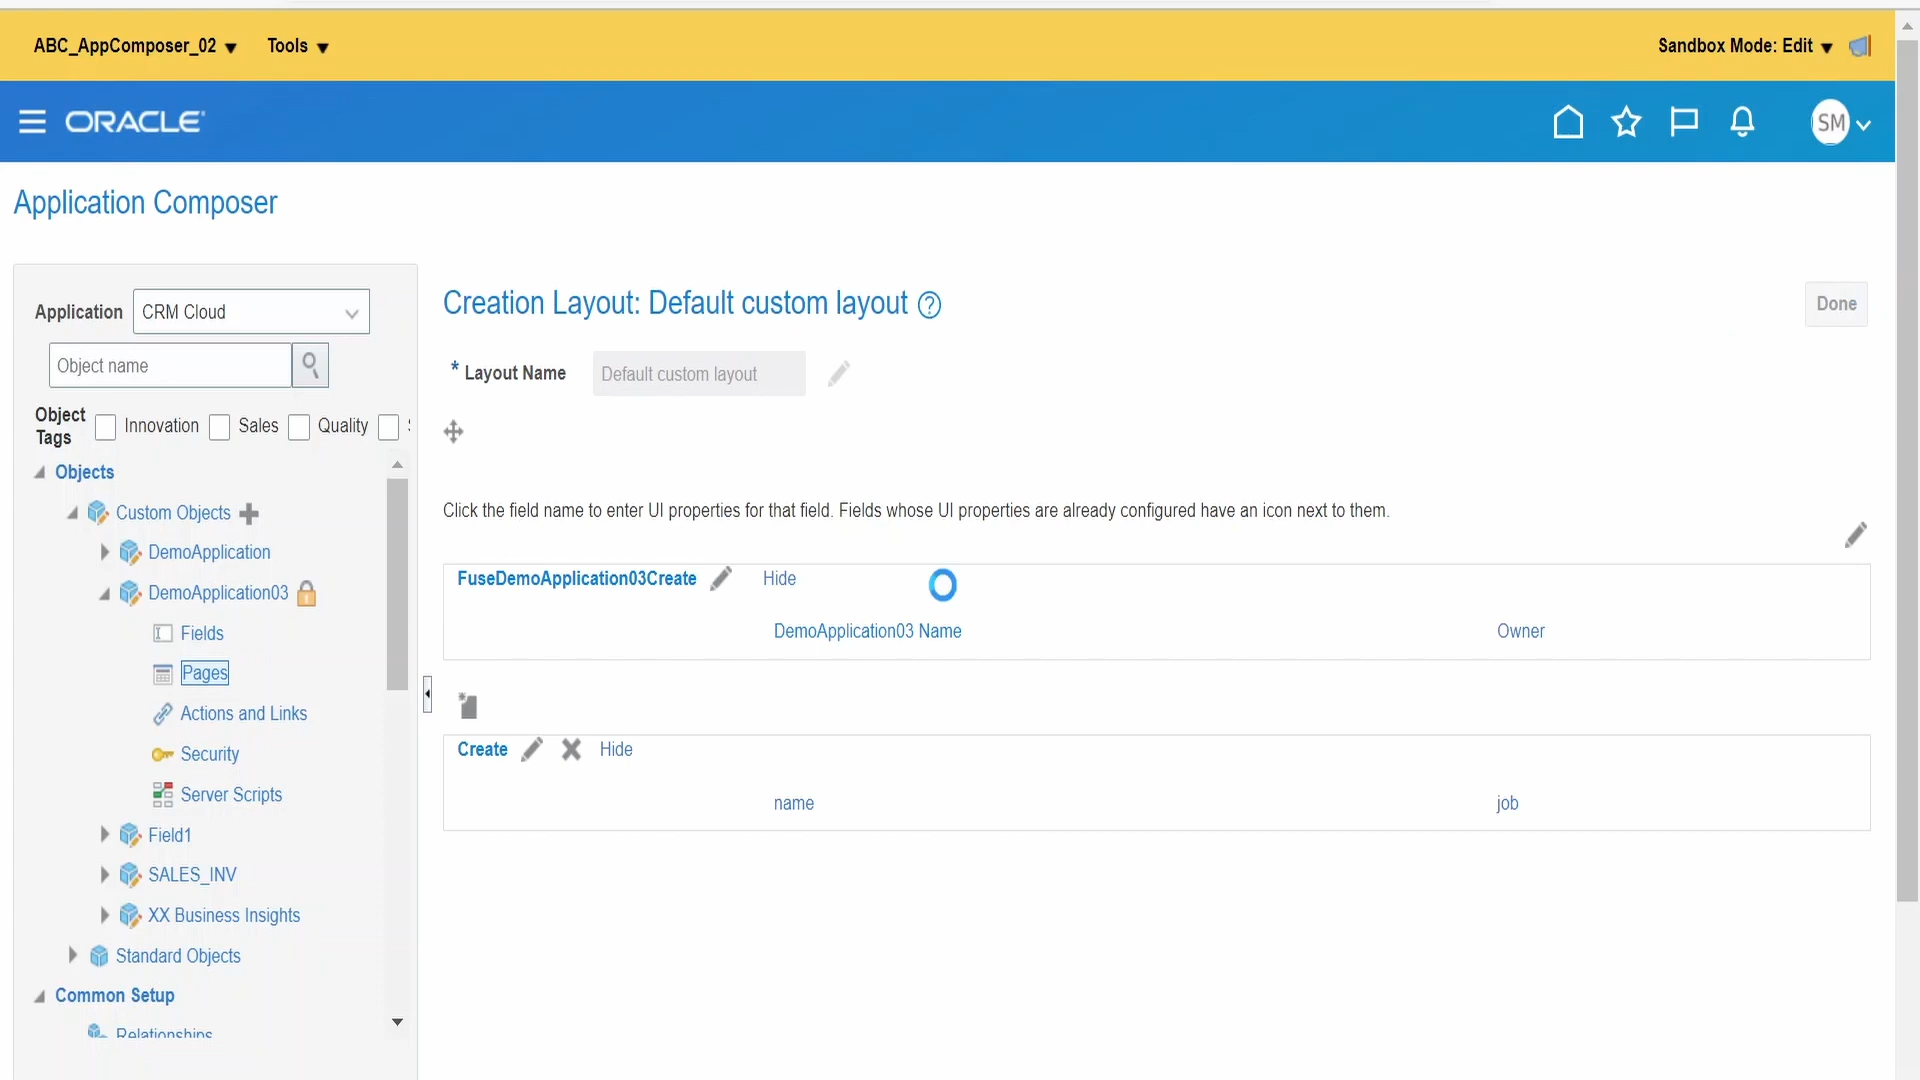 ABC_AppComposer_02 Tools Sandbox Mode: Edit
ORACLE SM
Application Composer
Application CRM Cloud
Object name
Object Tags Innovation Sales Quality
Objects
Custom Objects
DemoApplication
DemoApplication03
Fields
Pages
Actions and Links
Security
Server Scripts
Field1
SALES_INV
XX Business Insights
Standard Objects
Common Setup
Relationships
Creation Layout: Default custom layout ? Done
* Layout Name Default custom layout
Click the field name to enter UI properties for that field. Fields whose UI properties are already configured have an icon next to them.
FuseDemoApplication03Create Hide
DemoApplication03 Name Owner
Create Hide
name job